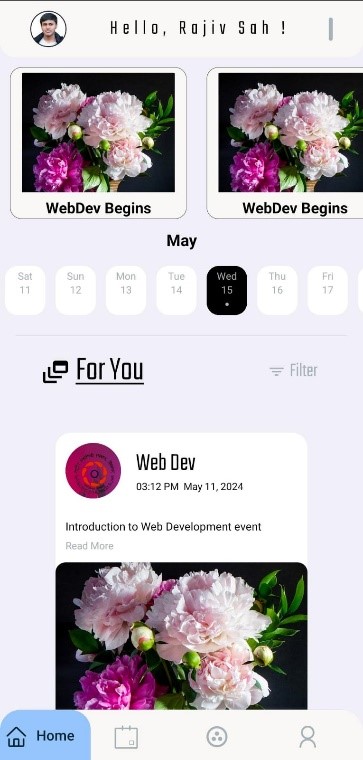 Hello, Rajiv Sah !
WebDev Begins
WebDev Begins
May
Sat
11
Sun
12
Mon
13
Tue
14
Wed
15
Thu
16
Fri
17
For You
Filter
Web Dev
03:12 PM May 11, 2024
Introduction to Web Development event
Read More
Home